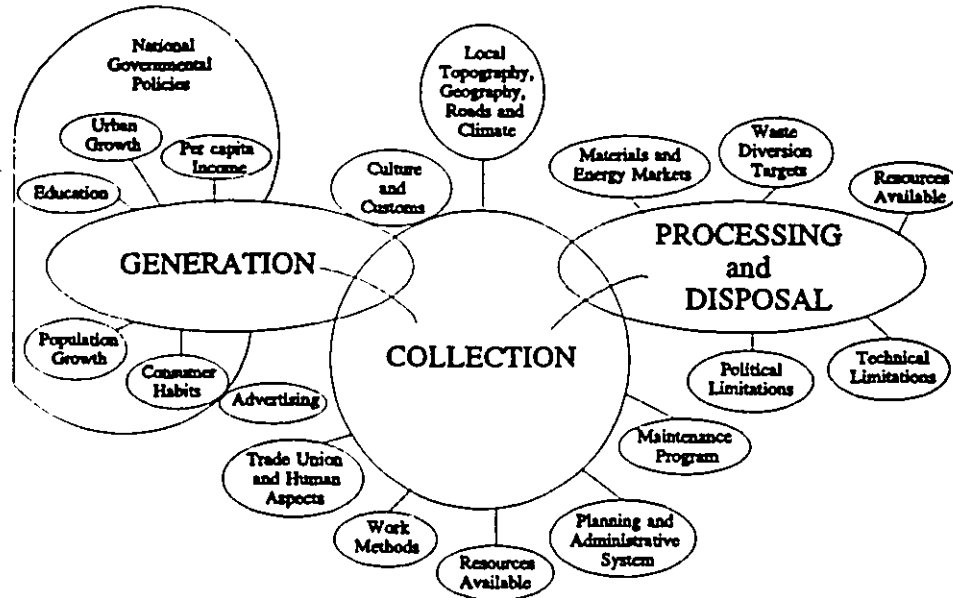 National
Governmental
Policies
Urban
Growth
Per capita
Income
Education
GENERATION
Population
Growth
Consumer
Habits
Advertising
Culture
and
Customs
Local
Topography,
Geography,
Roads and
Climate
COLLECTION
Trade Union
and Human
Aspects
Work
Methods
Resources
Available
Planning and
Administrative
System
Maintenance
Program
Materials and
Energy Markets
Waste
Diversion
Targets
Resources
Available
PROCESSING
and
DISPOSAL
Political
Limitations
Technical
Limitations